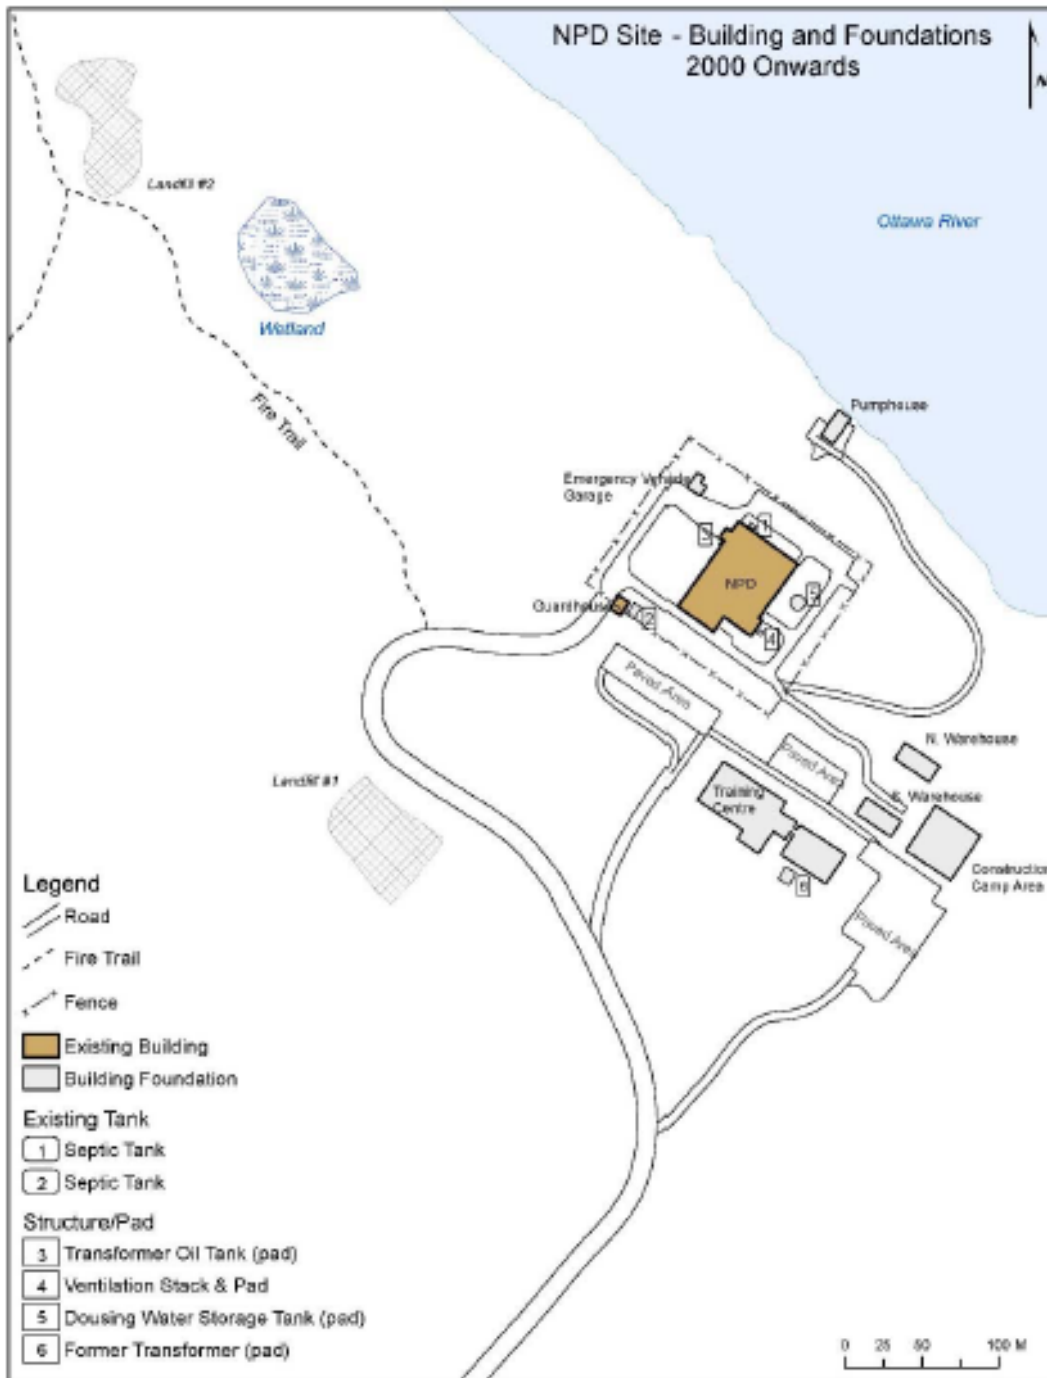 NPD Site - Building and Foundations
2000 Onwards
N
Landfill #2
Ottawa River
Wetland
Fire Trail
Pumphouse
Emergency Vehicle
Garage
1
3
NPD
5
Guardhouse
2
4
Paved Area
N. Warehouse
Paved Area
Landfill #1
Training
Centre
S. Warehouse
6
Construction
Camp Area
Paved Area
Legend
Road
Fire Trail
Fence
Existing Building
Building Foundation
Existing Tank
1 Septic Tank
2 Septic Tank
Structure/Pad
3 Transformer Oil Tank (pad)
4 Ventilation Stack & Pad
5 Dousing Water Storage Tank (pad)
6 Former Transformer (pad)
0 25 50 100 M